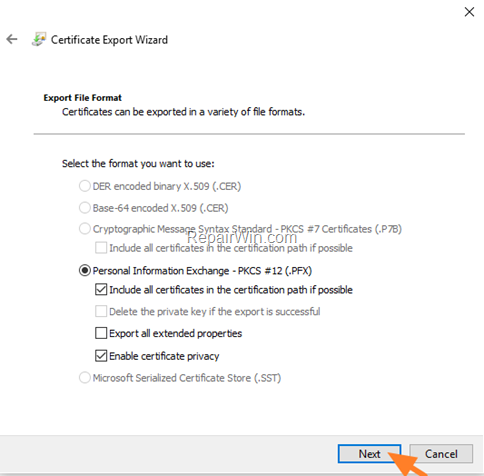 Certificate Export Wizard
Export File Format
Certificates can be exported in a variety of file formats.
Select the format you want to use:
DER encoded binary X.509 (.CER)
Base-64 encoded X.509 (.CER)
Cryptographic Message Syntax Standard - PKCS #7 Certificates (.P7B)
RepairWin.com
Include all certificates in the certification path if possible
Personal Information Exchange - PKCS #12 (.PFX)
Include all certificates in the certification path if possible
Delete the private key if the export is successful
Export all extended properties
Enable certificate privacy
Microsoft Serialized Certificate Store (.SST)
Next Cancel